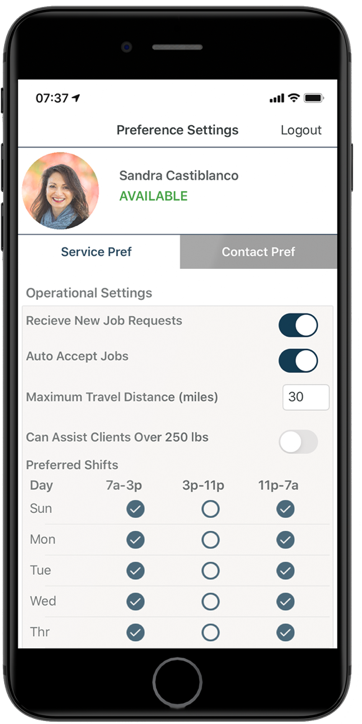 07:37
Preference Settings Logout
Sandra Castiblanco
AVAILABLE
Service Pref Contact Pref
Operational Settings
Recieve New Job Requests
Auto Accept Jobs
Maximum Travel Distance (miles) 30
Can Assist Clients Over 250 lbs
Preferred Shifts
Day 7a-3p 3p-11p 11p-7a
Sun
Mon
Tue
Wed
Thr